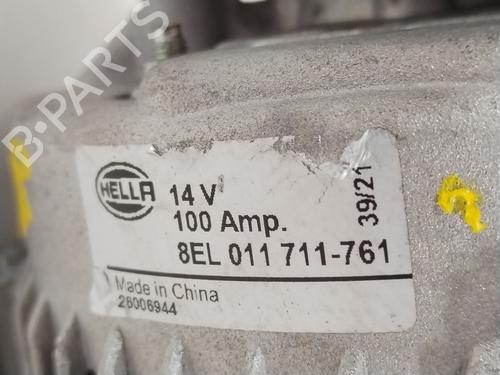 B-PARTS
HELLA
14 V
100 Amp.
8EL 011 711-761
39/21
Made in China
26006944